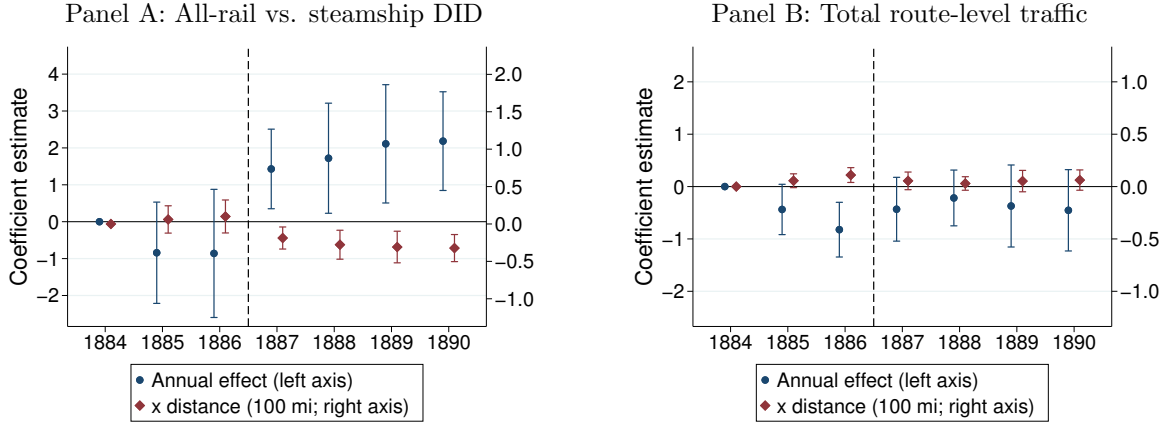 Panel A: All-rail vs. steamship DID
Coefficient estimate
4
3
2
1
0
−1
−2
2.0
1.0
0.5
0.0
−0.5
−1.0
1884 1885 1886 1887 1888 1889 1890
Annual effect (left axis)
x distance (100 mi; right axis)
Panel B: Total route-level traffic
Coefficient estimate
2
1
0
−1
−2
1.0
0.5
0.0
−0.5
−1.0
1884 1885 1886 1887 1888 1889 1890
Annual effect (left axis)
x distance (100 mi; right axis)